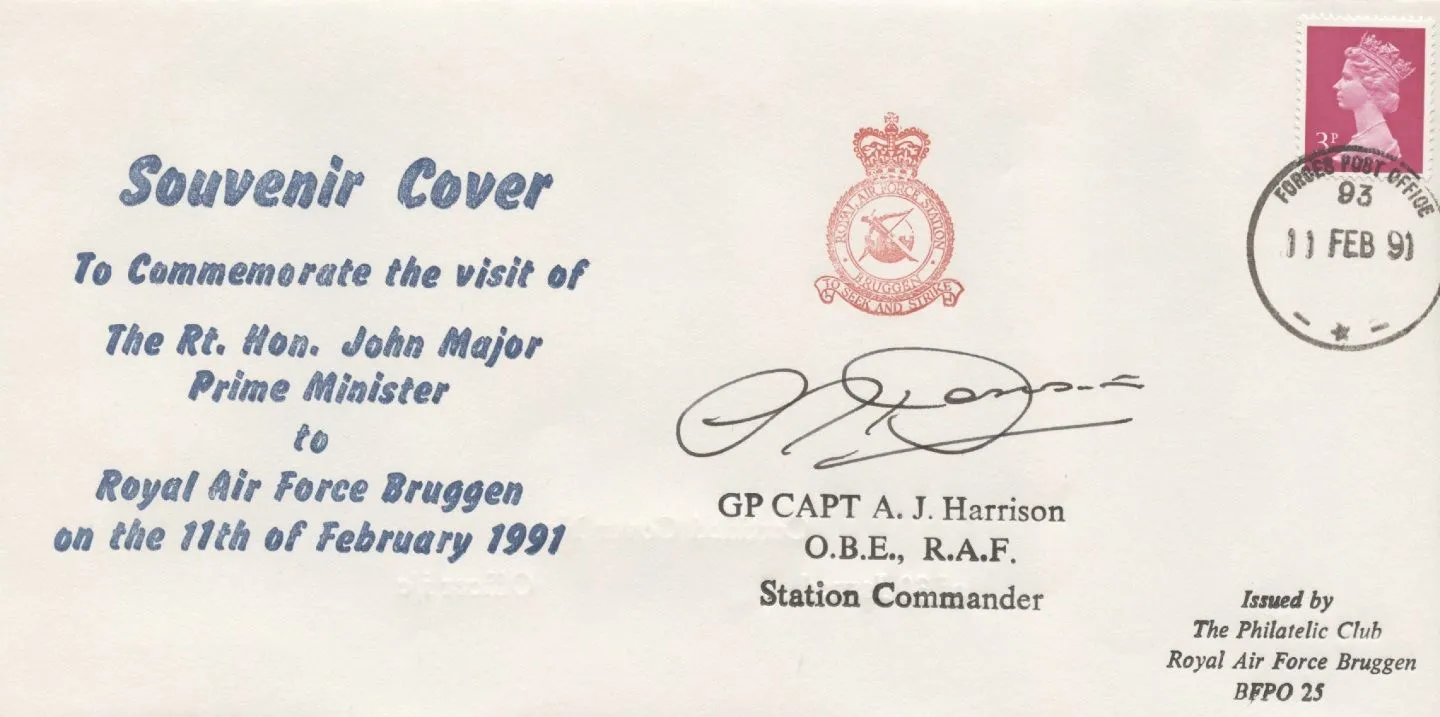 Souvenir Cover
To Commemorate the visit of
The Rt. Hon. John Major
Prime Minister
to
Royal Air Force Bruggen
on the 11th of February 1991
ROYAL AIR FORCE STATION
BRUGGEN
TO SEEK AND STRIKE
GP CAPT A. J. Harrison
O.B.E., R.A.F.
Station Commander
3P
FORCES POST OFFICE
93
11 FEB 91
Issued by
The Philatelic Club
Royal Air Force Bruggen
BFPO 25